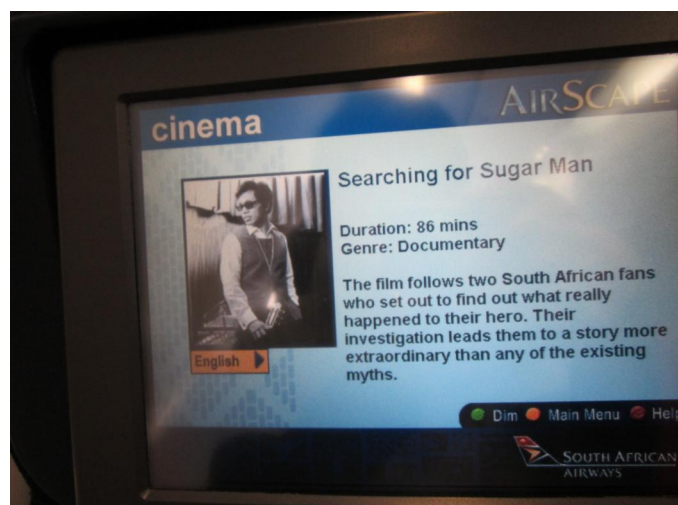 AIRSCAPE
cinema
Searching for Sugar Man
Duration: 86 mins
Genre: Documentary
The film follows two South African fans
who set out to find out what really
happened to their hero. Their
investigation leads them to a story more
extraordinary than any of the existing
myths.
English
Dim Main Menu Help
SOUTH AFRICAN
AIRWAYS